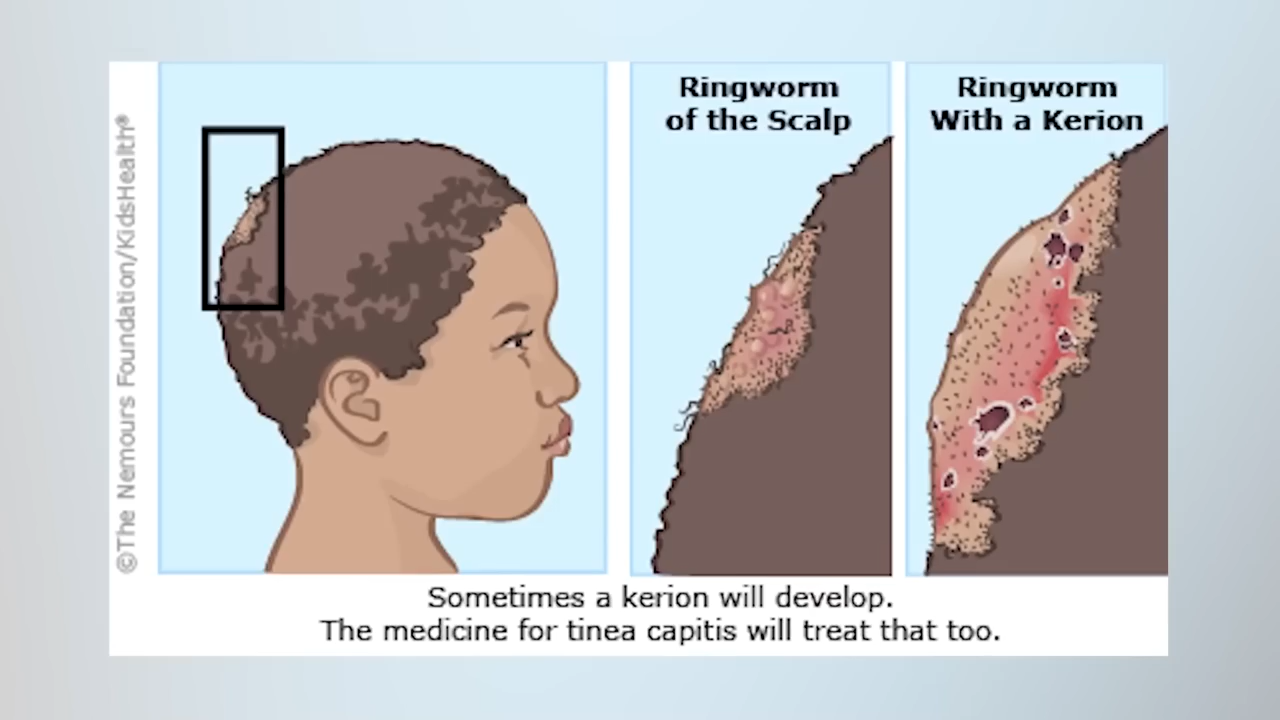 ©The Nemours Foundation/KidsHealth®
Ringworm
of the Scalp
Ringworm
With a Kerion
Sometimes a kerion will develop.
The medicine for tinea capitis will treat that too.